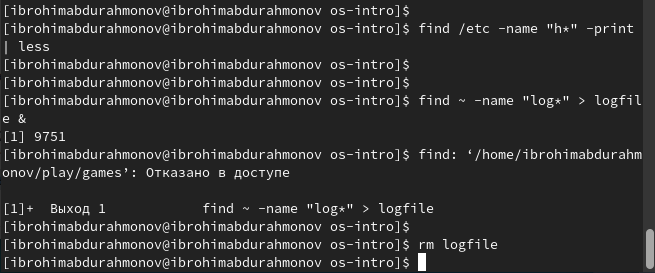 [ibrohimabdurahmonov@ibrohimabdurahmonov os-intro]$
[ibrohimabdurahmonov@ibrohimabdurahmonov os-intro]$ find /etc -name "h*" -print
| less
[ibrohimabdurahmonov@ibrohimabdurahmonov os-intro]$
[ibrohimabdurahmonov@ibrohimabdurahmonov os-intro]$
[ibrohimabdurahmonov@ibrohimabdurahmonov os-intro]$ find ~ -name "log*" > logfil
e &
[1] 9751
[ibrohimabdurahmonov@ibrohimabdurahmonov os-intro]$ find: ‘/home/ibrohimabdurahm
onov/play/games’: Отказано в доступе
[1]+  Выход 1            find ~ -name "log*" > logfile
[ibrohimabdurahmonov@ibrohimabdurahmonov os-intro]$
[ibrohimabdurahmonov@ibrohimabdurahmonov os-intro]$ rm logfile
[ibrohimabdurahmonov@ibrohimabdurahmonov os-intro]$